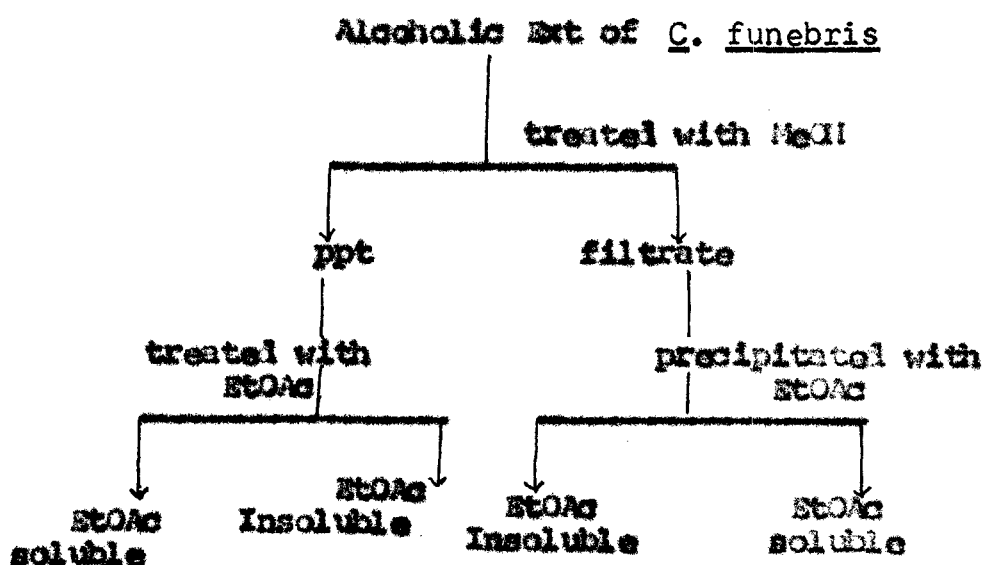 Alcoholic Ext of C. funebris
treated with MeOH
ppt
filtrate
treated with
EtOAc
precipitated with
EtOAc
EtOAc
soluble
EtOAc
Insoluble
EtOAc
Insoluble
EtOAc
soluble